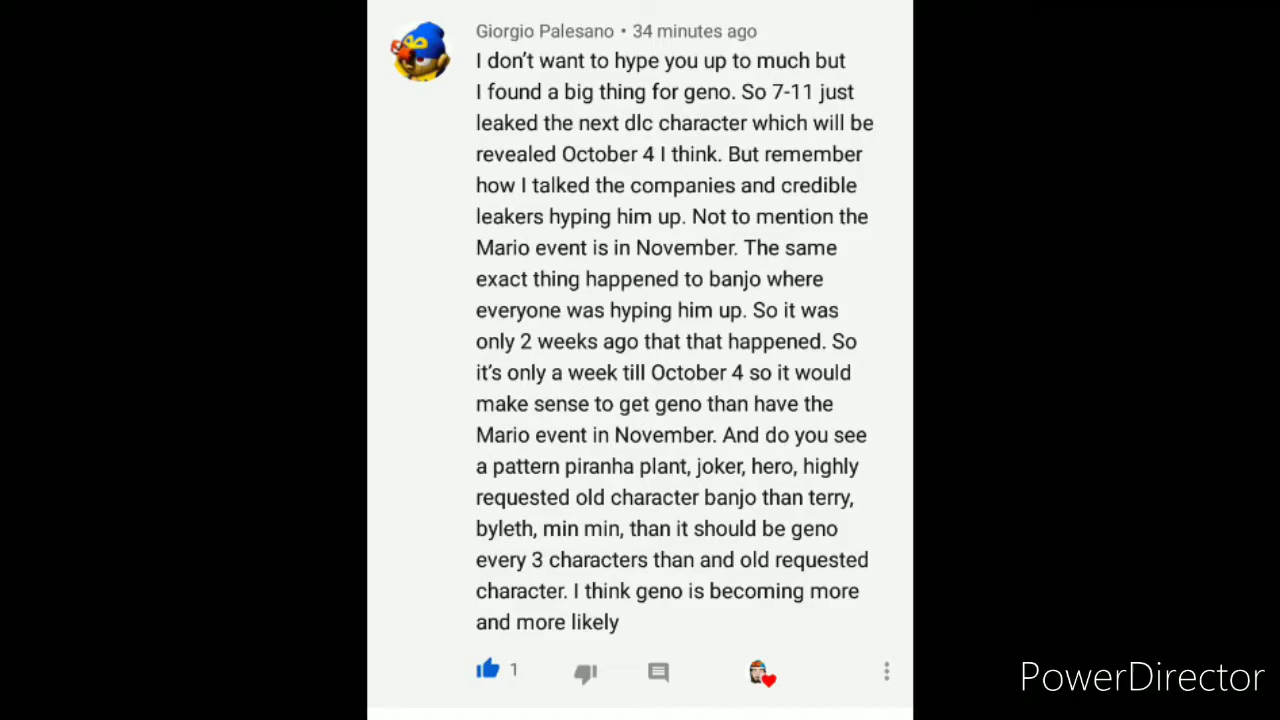 Giorgio Palesano • 34 minutes ago
I don't want to hype you up to much but
I found a big thing for geno. So 7-11 just
leaked the next dlc character which will be
revealed October 4 I think. But remember
how I talked the companies and credible
leakers hyping him up. Not to mention the
Mario event is in November. The same
exact thing happened to banjo where
everyone was hyping him up. So it was
only 2 weeks ago that that happened. So
it's only a week till October 4 so it would
make sense to get geno than have the
Mario event in November. And do you see
a pattern piranha plant, joker, hero, highly
requested old character banjo than terry,
byleth, min min, than it should be geno
every 3 characters than and old requested
character. I think geno is becoming more
and more likely
1
PowerDirector